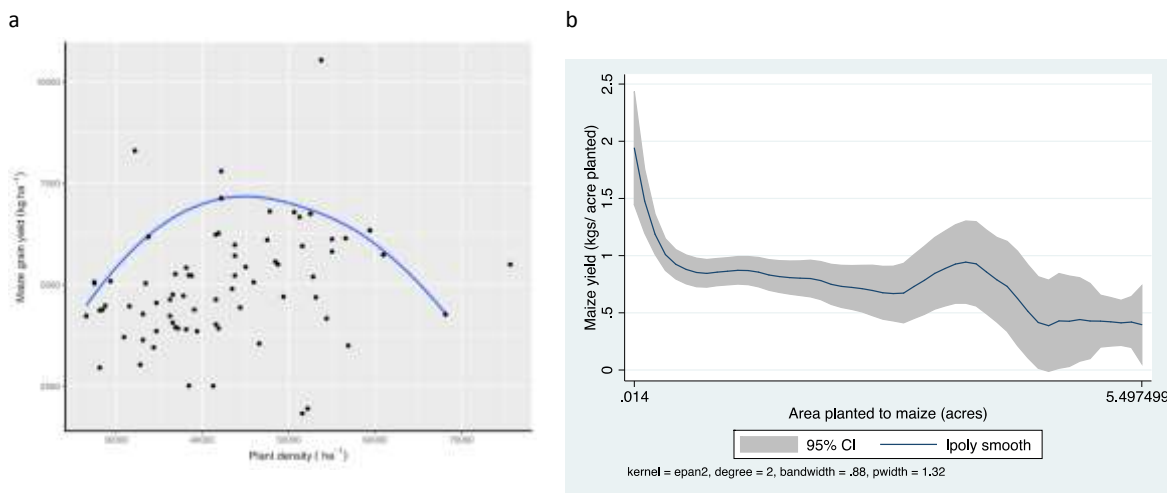 a
Maize grain yield (kg ha⁻¹)
Plant density ( ha⁻¹)
b
Maize yield (kgs/ acre planted)
2.5
2
1.5
1
.5
0
.014
5.497499
Area planted to maize (acres)
95% CI
lpoly smooth
kernel = epan2, degree = 2, bandwidth = .88, pwidth = 1.32